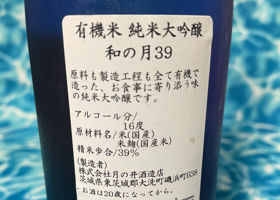 有機米 純米大吟醸
和の月39
原料も製造工程も全て有機で
造った、お食事に寄り添う味
の純米大吟醸です。
アルコール分/
16度
原材料名/米(国産)
米麹(国産米)
精米歩合/39%
(製造者)
株式会社月の井酒造店
茨城県東茨城郡大洗町磯浜町638
・お酒は20歳になってから。